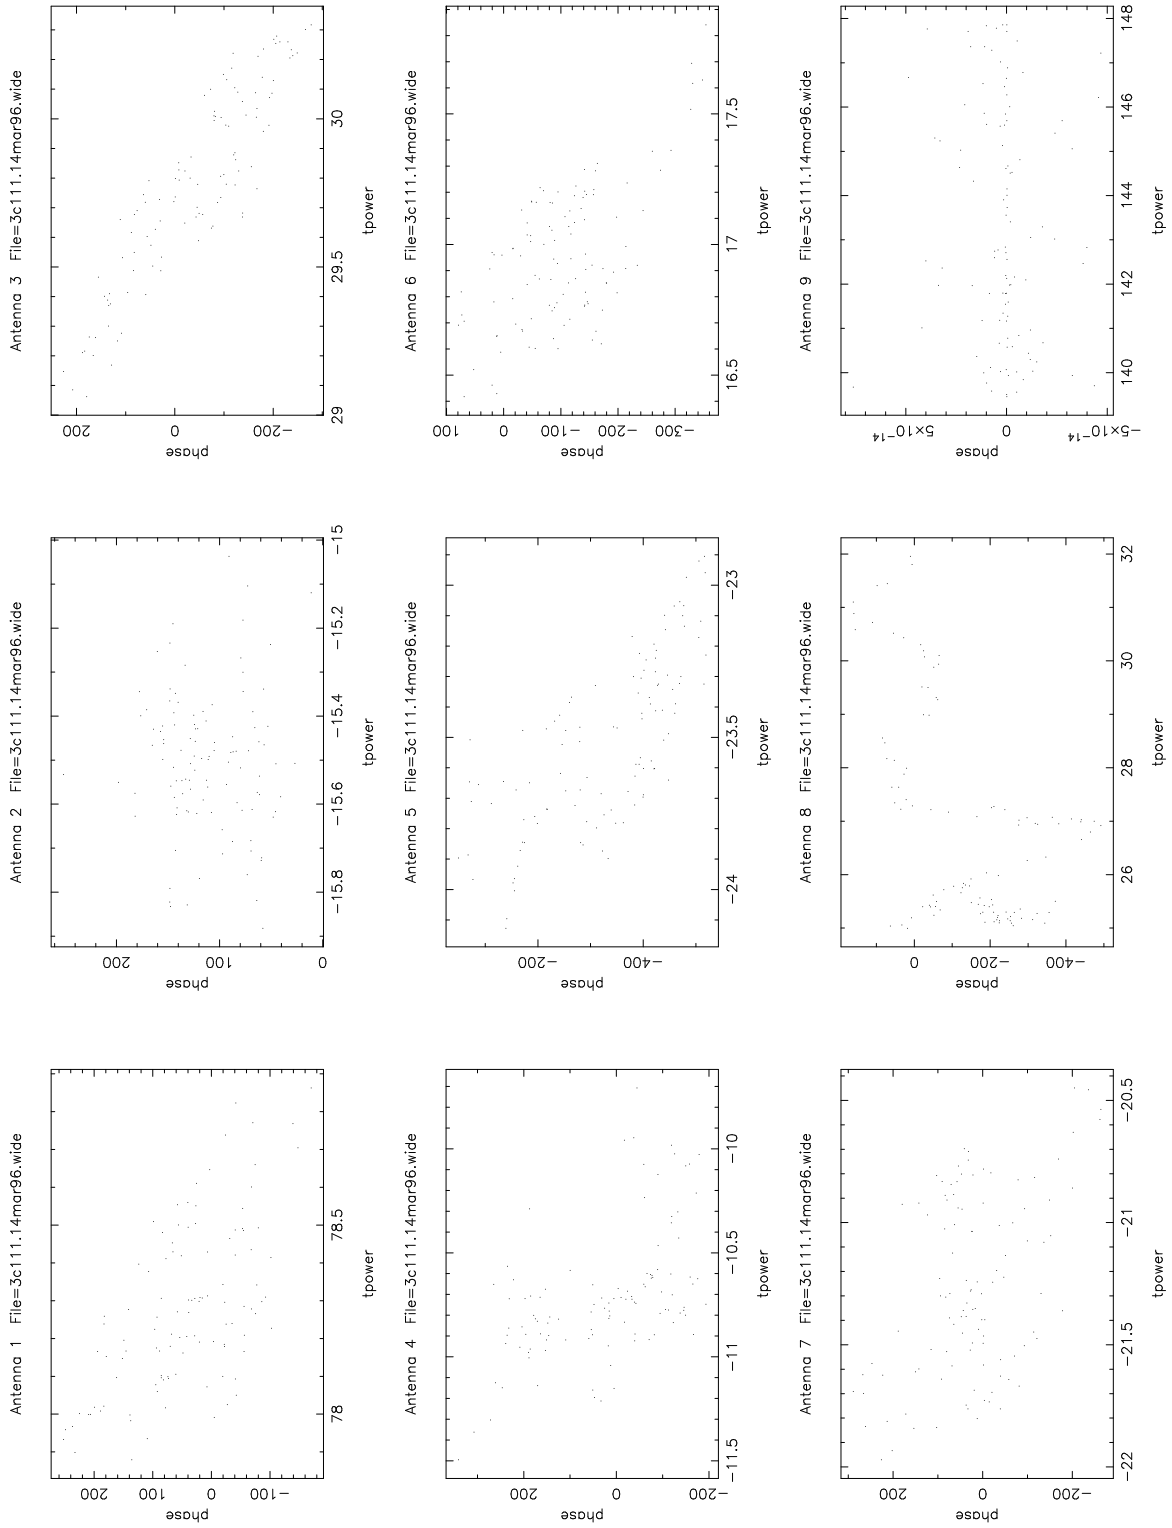 Antenna 1 File=3c111.14mar96.wide
phase
200
100
0
−100
78 78.5
tpower
Antenna 2 File=3c111.14mar96.wide
phase
200
100
0
−15.8 −15.6 −15.4 −15.2 −15
tpower
Antenna 3 File=3c111.14mar96.wide
phase
200
0
−200
29 29.5 30
tpower
Antenna 4 File=3c111.14mar96.wide
phase
200
0
−200
−11.5 −11 −10.5 −10
tpower
Antenna 5 File=3c111.14mar96.wide
phase
−200
−400
−24 −23.5 −23
tpower
Antenna 6 File=3c111.14mar96.wide
phase
100
0
−100
−200
−300
16.5 17 17.5
tpower
Antenna 7 File=3c111.14mar96.wide
phase
200
0
−200
−22 −21.5 −21 −20.5
tpower
Antenna 8 File=3c111.14mar96.wide
phase
0
−200
−400
26 28 30 32
tpower
Antenna 9 File=3c111.14mar96.wide
phase
5×10⁻¹⁴
0
−5×10⁻¹⁴
140 142 144 146 148
tpower